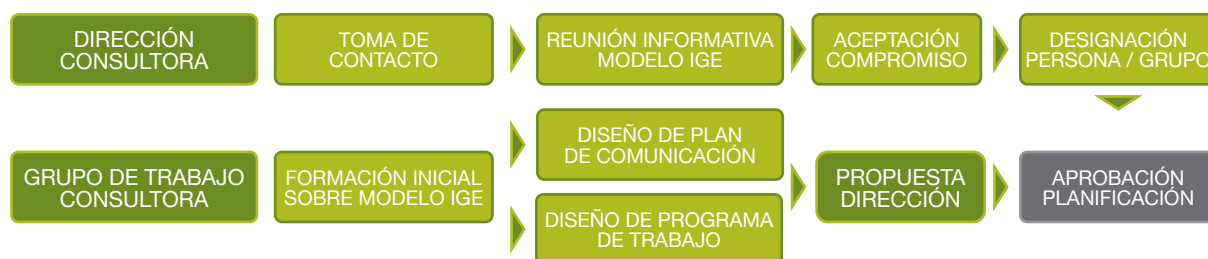 DIRECCIÓN
CONSULTORA
TOMA DE
CONTACTO
REUNIÓN INFORMATIVA
MODELO IGE
ACEPTACIÓN
COMPROMISO
DESIGNACIÓN
PERSONA / GRUPO
GRUPO DE TRABAJO
CONSULTORA
FORMACIÓN INICIAL
SOBRE MODELO IGE
DISEÑO DE PLAN
DE COMUNICACIÓN
DISEÑO DE PROGRAMA
DE TRABAJO
PROPUESTA
DIRECCIÓN
APROBACIÓN
PLANIFICACIÓN